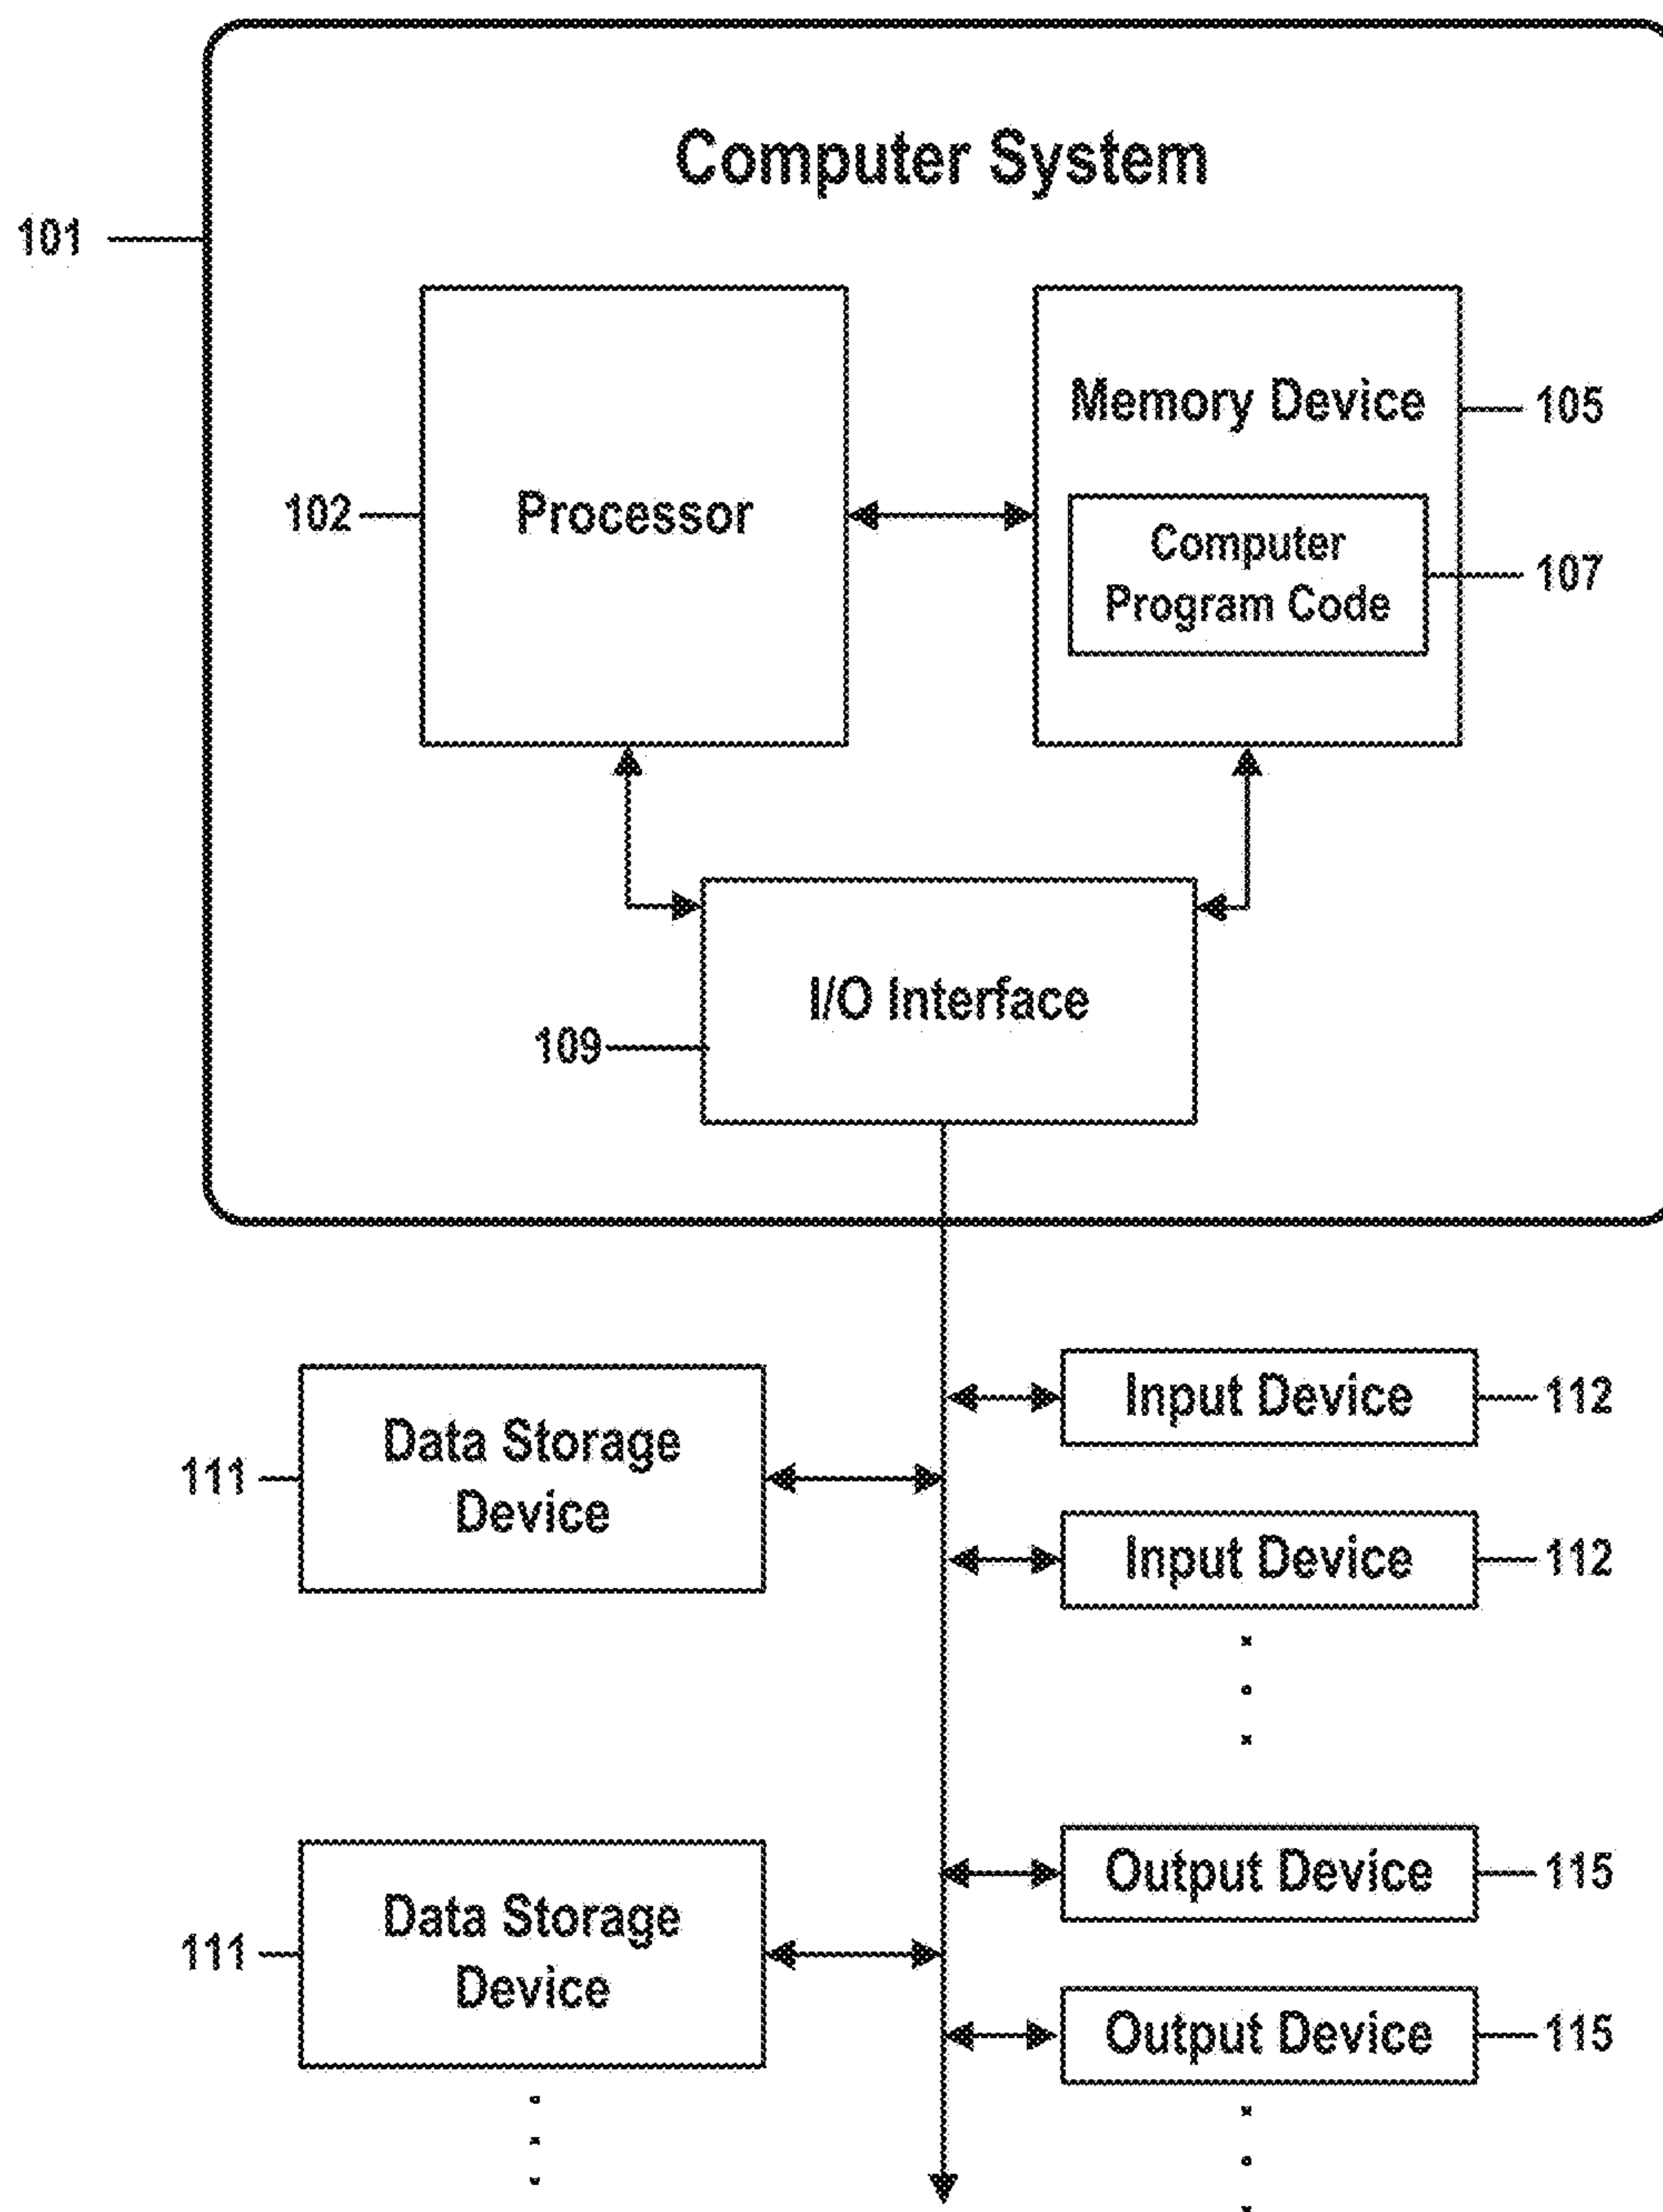 Computer System
101
Memory Device
105
102
Processor
Computer
Program Code
107
I/O Interface
109
Input Device
112
Data Storage
Device
111
Input Device
112
Output Device
115
Data Storage
Device
111
Output Device
115